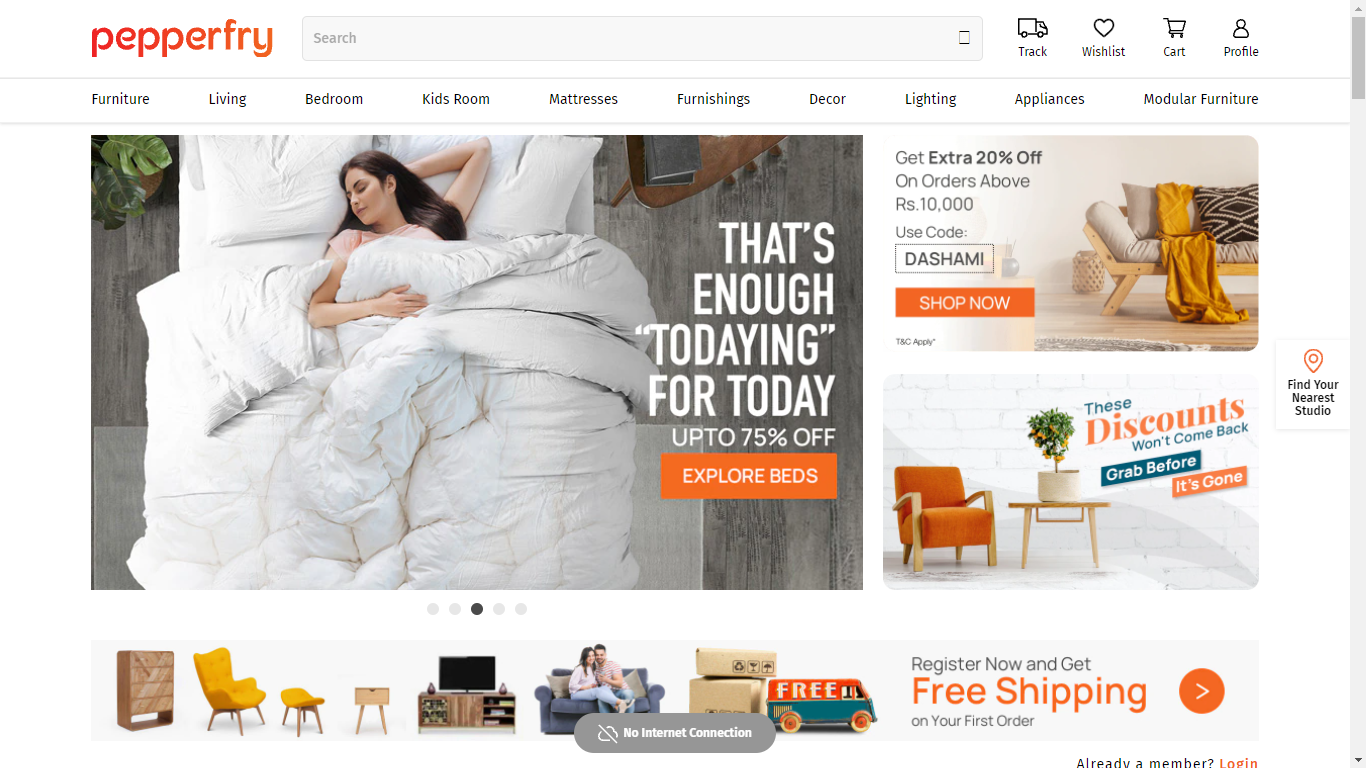 pepperfry
Search
Track
Wishlist
Cart
Profile
Furniture
Living
Bedroom
Kids Room
Mattresses
Furnishings
Decor
Lighting
Appliances
Modular Furniture
THAT'S
ENOUGH
“TODAYING”
FOR TODAY
UPTO 75% OFF
EXPLORE BEDS
Get Extra 20% Off
On Orders Above
Rs.10,000
Use Code:
DASHAMI
SHOP NOW
T&C Apply*
These
Discounts
Won't Come Back
Grab Before
It's Gone
Find Your
Nearest
Studio
FREE
Register Now and Get
Free Shipping
on Your First Order
No Internet Connection
Already a member? Login